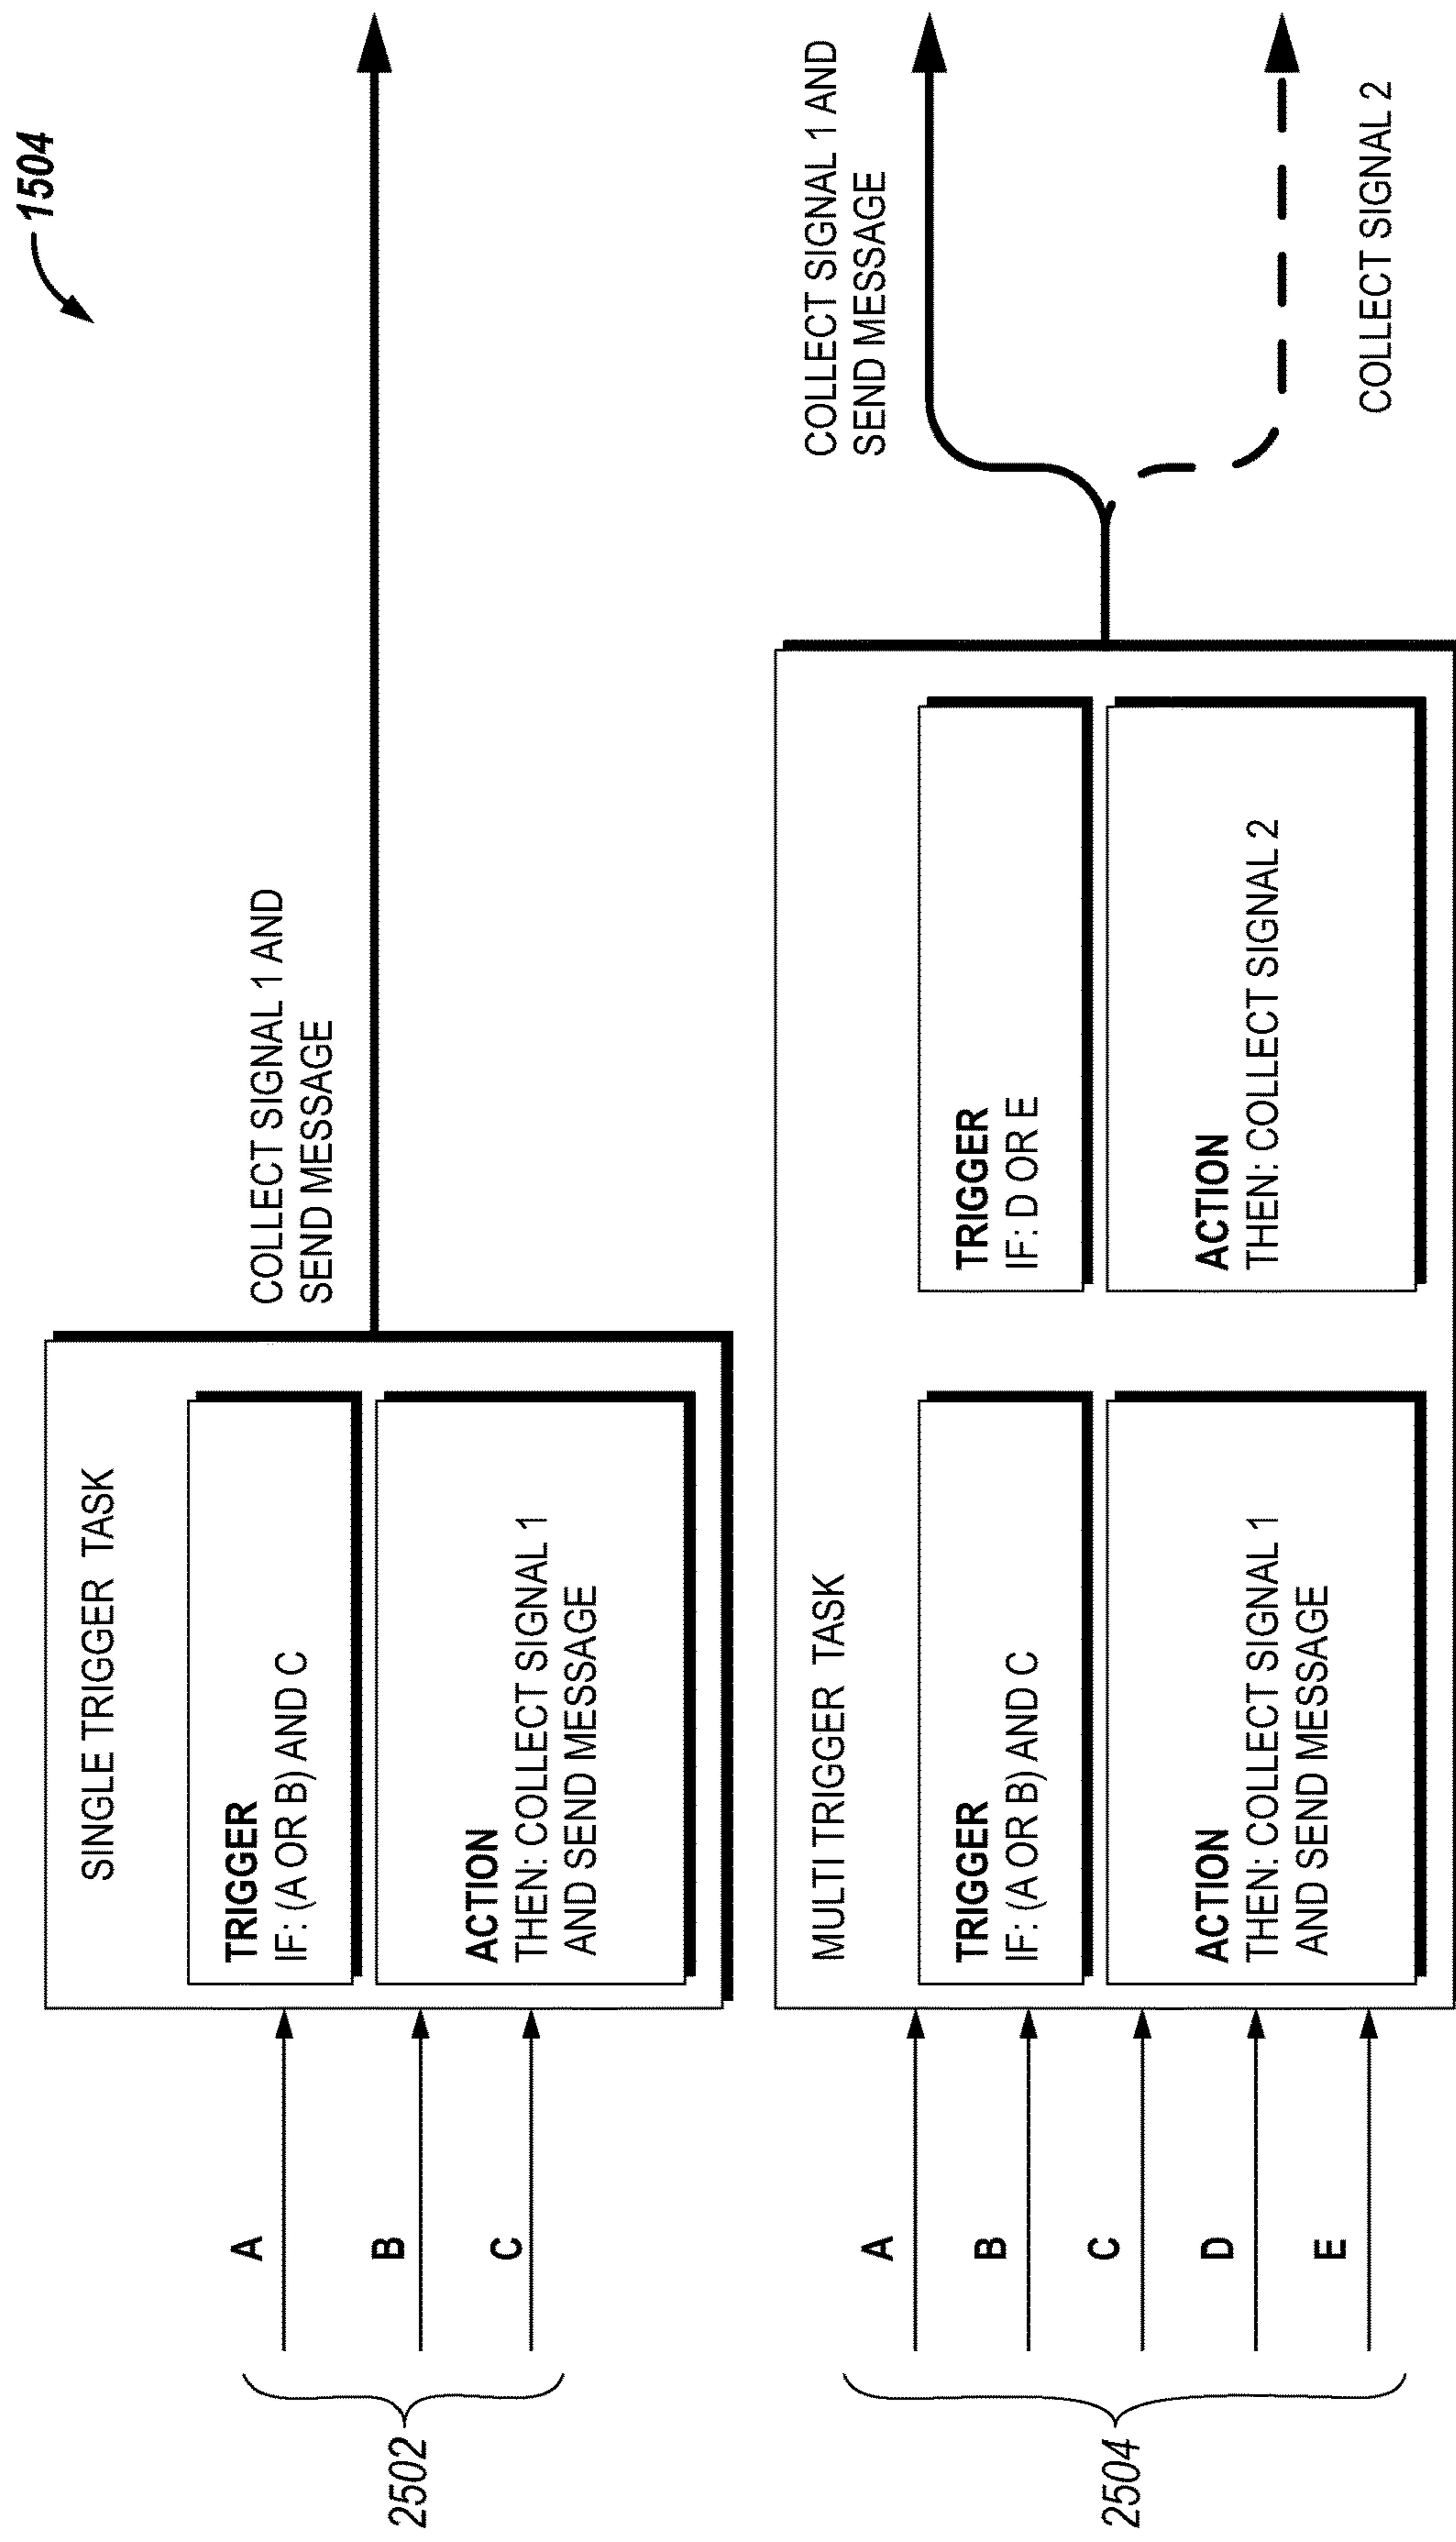 1504
2502
A
B
C
SINGLE TRIGGER TASK
TRIGGER
IF: (A OR B) AND C
ACTION
THEN: COLLECT SIGNAL 1
AND SEND MESSAGE
COLLECT SIGNAL 1 AND
SEND MESSAGE
2504
A
B
C
D
E
MULTI TRIGGER TASK
TRIGGER
IF: (A OR B) AND C
ACTION
THEN: COLLECT SIGNAL 1
AND SEND MESSAGE
TRIGGER
IF: D OR E
ACTION
THEN: COLLECT SIGNAL 2
COLLECT SIGNAL 1 AND
SEND MESSAGE
COLLECT SIGNAL 2